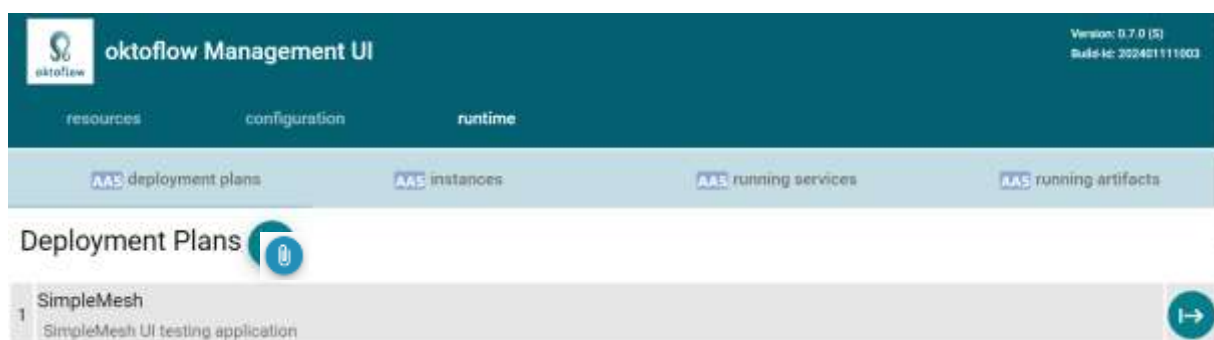 oktoflow Management UI
oktoflow
Version: 0.7.0 (S)
Build-Id: 202401111003
resources configuration runtime
AAS deployment plans AAS instances AAS running services AAS running artifacts
Deployment Plans
1 SimpleMesh
SimpleMesh UI testing application